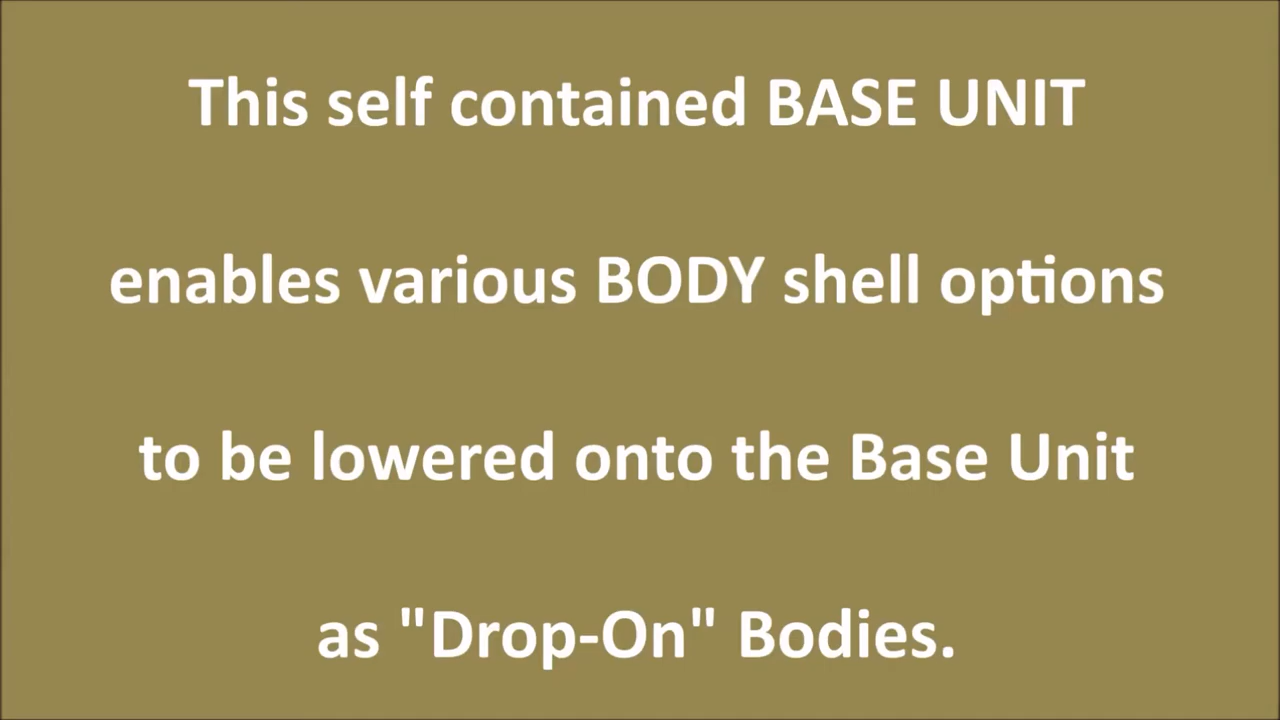 This self contained BASE UNIT
enables various BODY shell options
to be lowered onto the Base Unit
as "Drop-On" Bodies.